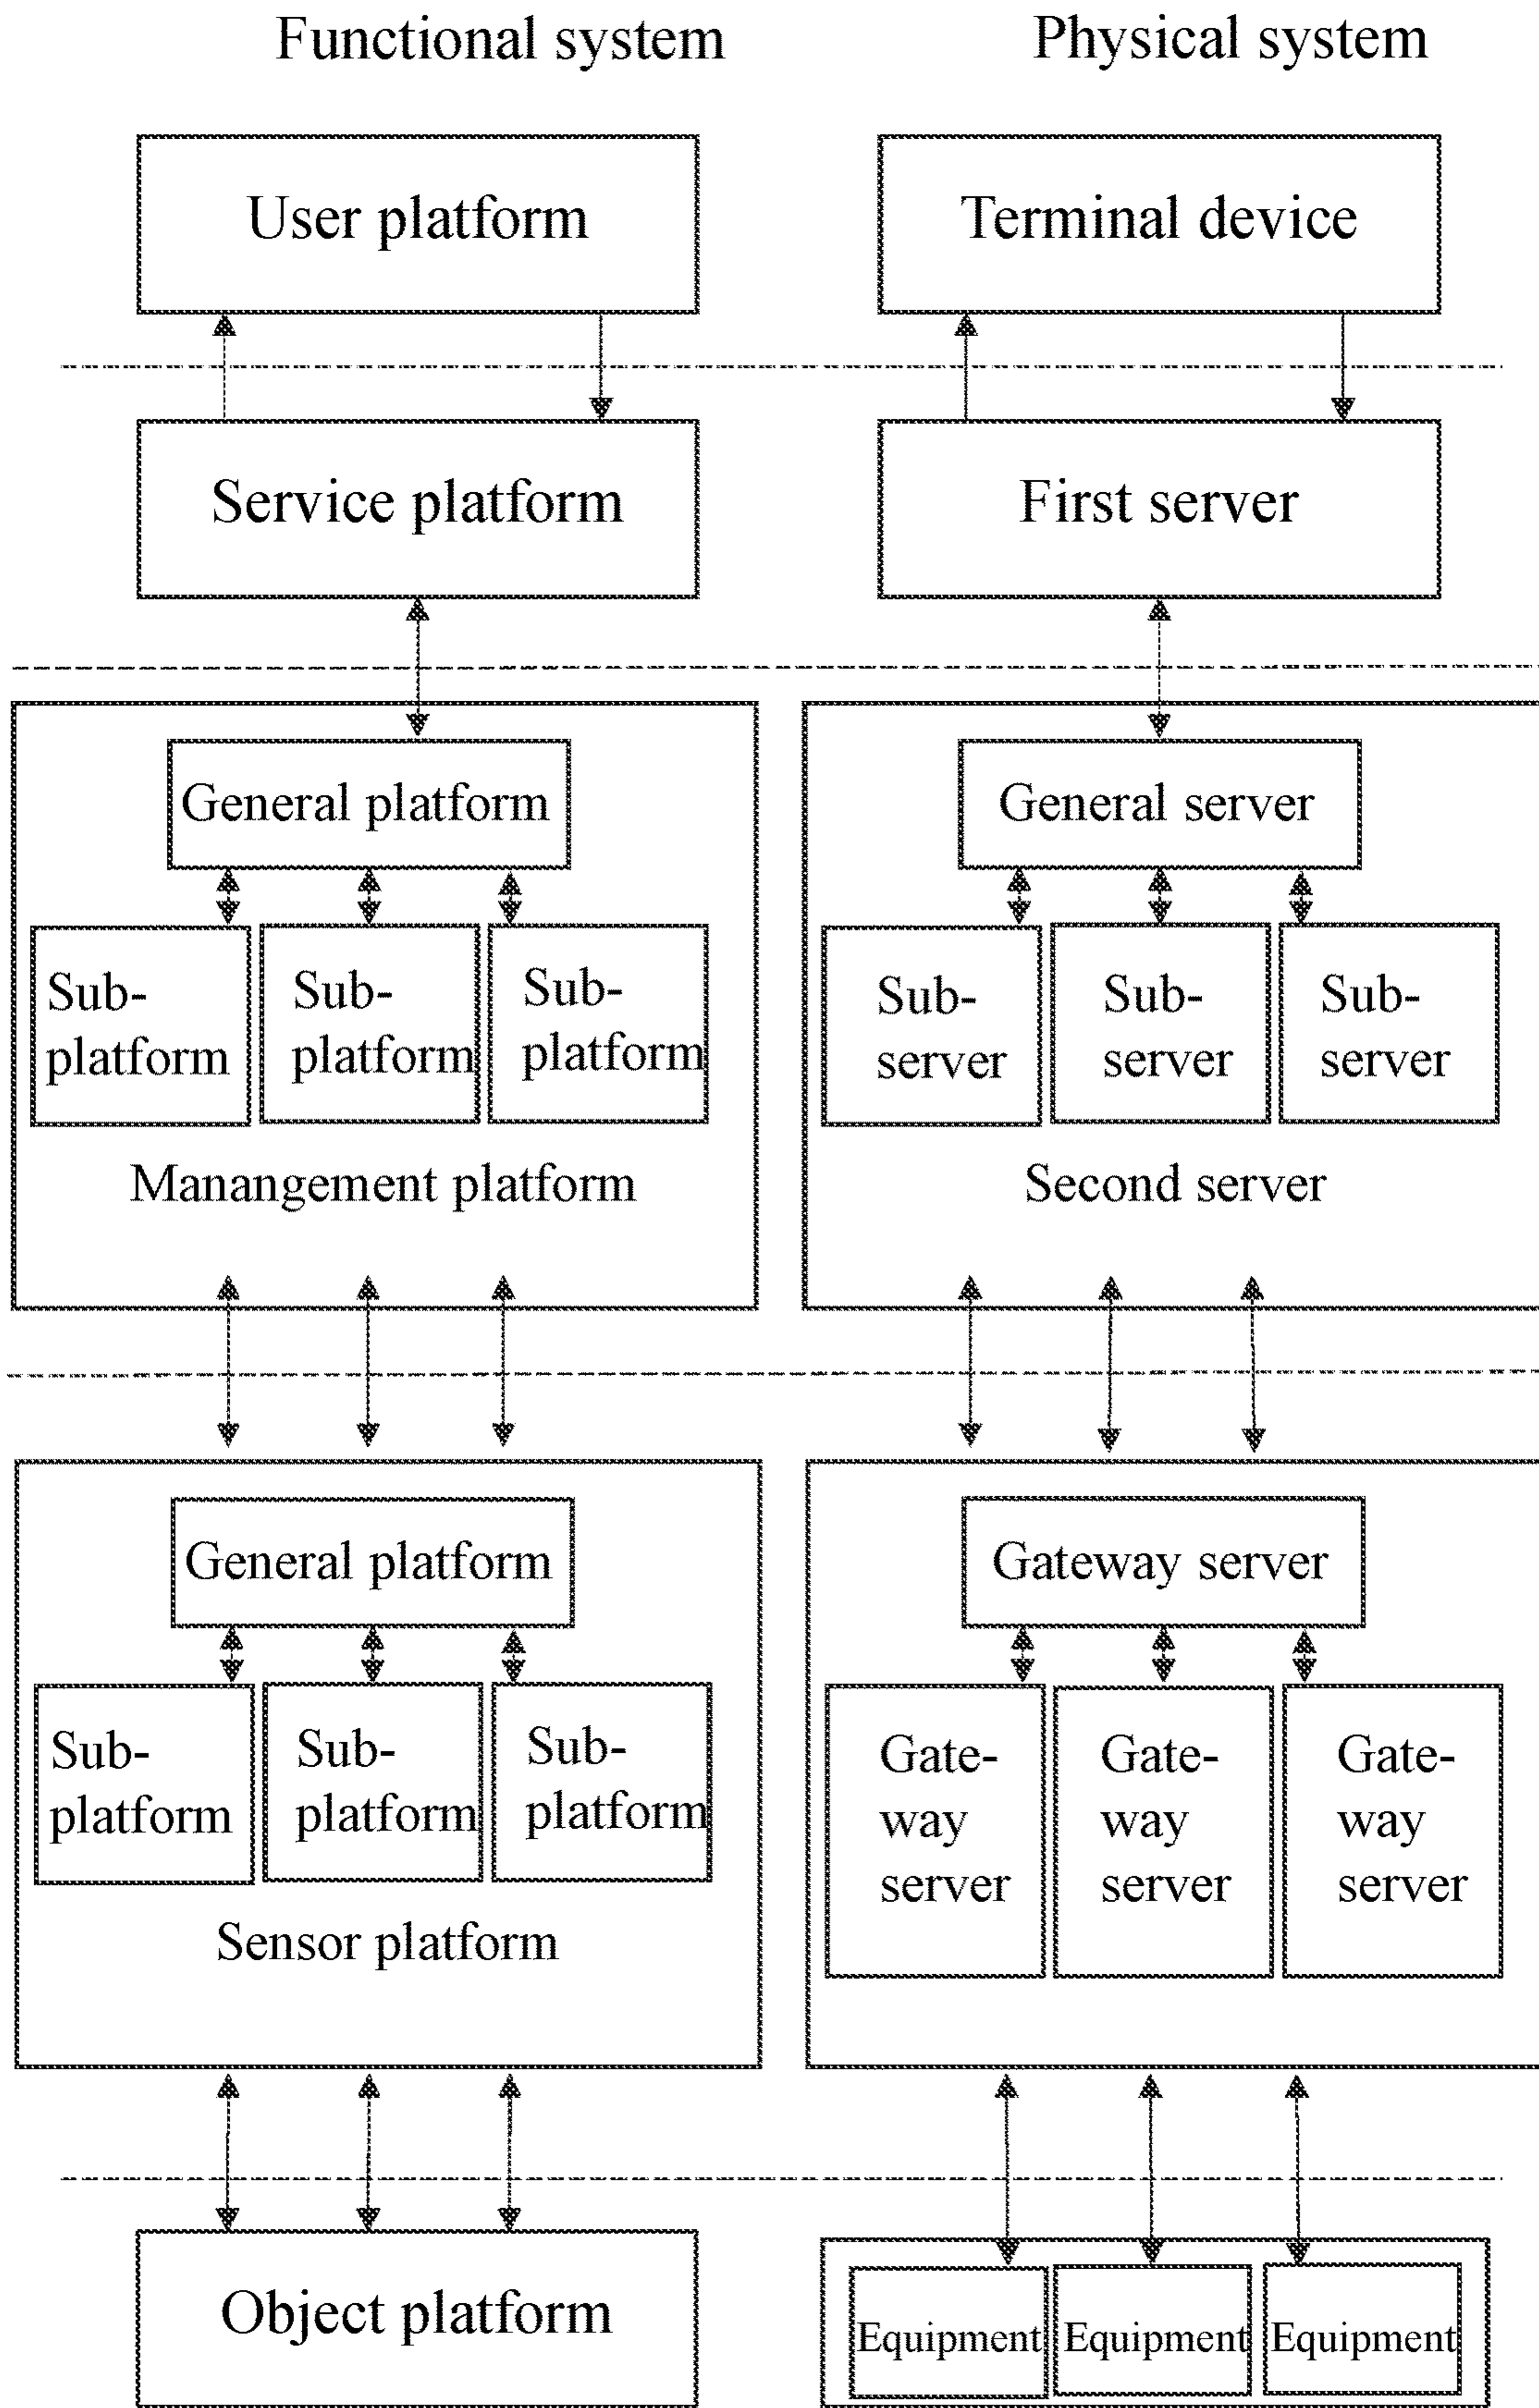 Functional system
Physical system
User platform
Terminal device
Service platform
First server
General platform
General server
Sub-
platform
Sub-
platform
Sub-
platform
Sub-
server
Sub-
server
Sub-
server
Manangement platform
Second server
General platform
Gateway server
Sub-
platform
Sub-
platform
Sub-
platform
Gate-
way
server
Gate-
way
server
Gate-
way
server
Sensor platform
Object platform
Equipment
Equipment
Equipment